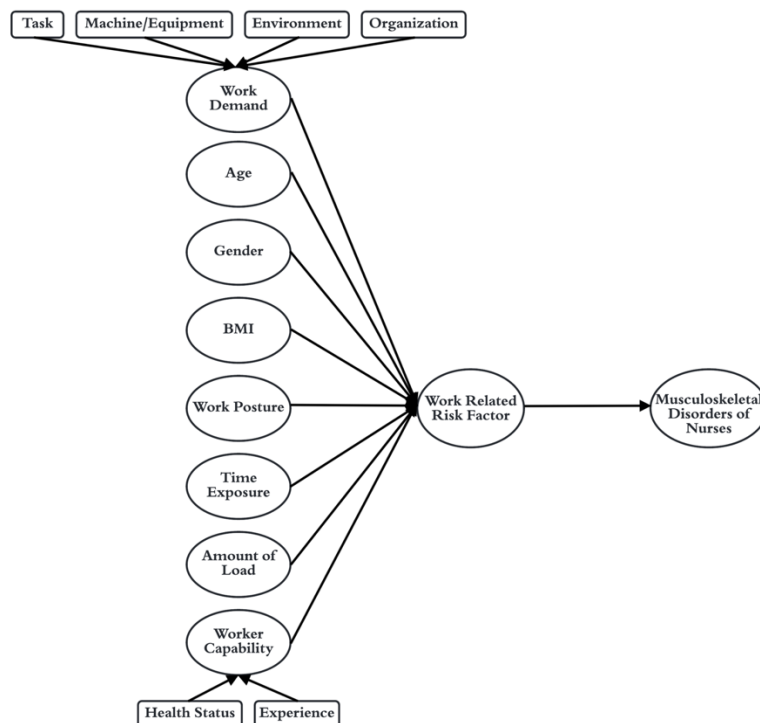 Task
Machine/Equipment
Environment
Organization
Work
Demand
Age
Gender
BMI
Work Posture
Time
Exposure
Amount of
Load
Worker
Capability
Health Status
Experience
Work Related
Risk Factor
Musculoskeletal
Disorders of
Nurses